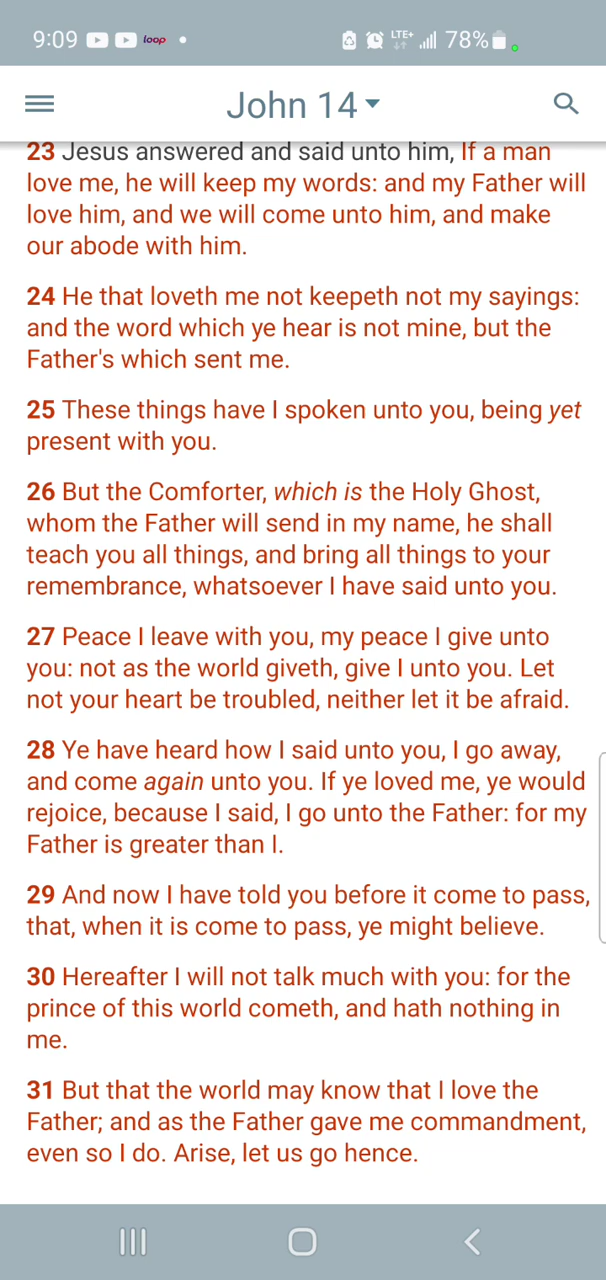 9:09 loop LTE+ 78%
John 14
23 Jesus answered and said unto him, If a man
love me, he will keep my words: and my Father will
love him, and we will come unto him, and make
our abode with him.
24 He that loveth me not keepeth not my sayings:
and the word which ye hear is not mine, but the
Father's which sent me.
25 These things have I spoken unto you, being yet
present with you.
26 But the Comforter, which is the Holy Ghost,
whom the Father will send in my name, he shall
teach you all things, and bring all things to your
remembrance, whatsoever I have said unto you.
27 Peace I leave with you, my peace I give unto
you: not as the world giveth, give I unto you. Let
not your heart be troubled, neither let it be afraid.
28 Ye have heard how I said unto you, I go away,
and come again unto you. If ye loved me, ye would
rejoice, because I said, I go unto the Father: for my
Father is greater than I.
29 And now I have told you before it come to pass,
that, when it is come to pass, ye might believe.
30 Hereafter I will not talk much with you: for the
prince of this world cometh, and hath nothing in
me.
31 But that the world may know that I love the
Father; and as the Father gave me commandment,
even so I do. Arise, let us go hence.